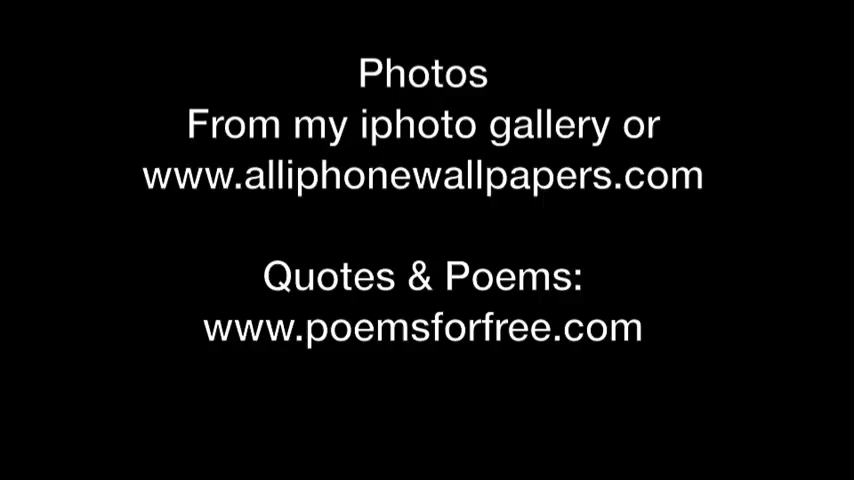 Photos
From my iphoto gallery or
www.alliphonewallpapers.com
Quotes & Poems:
www.poemsforfree.com